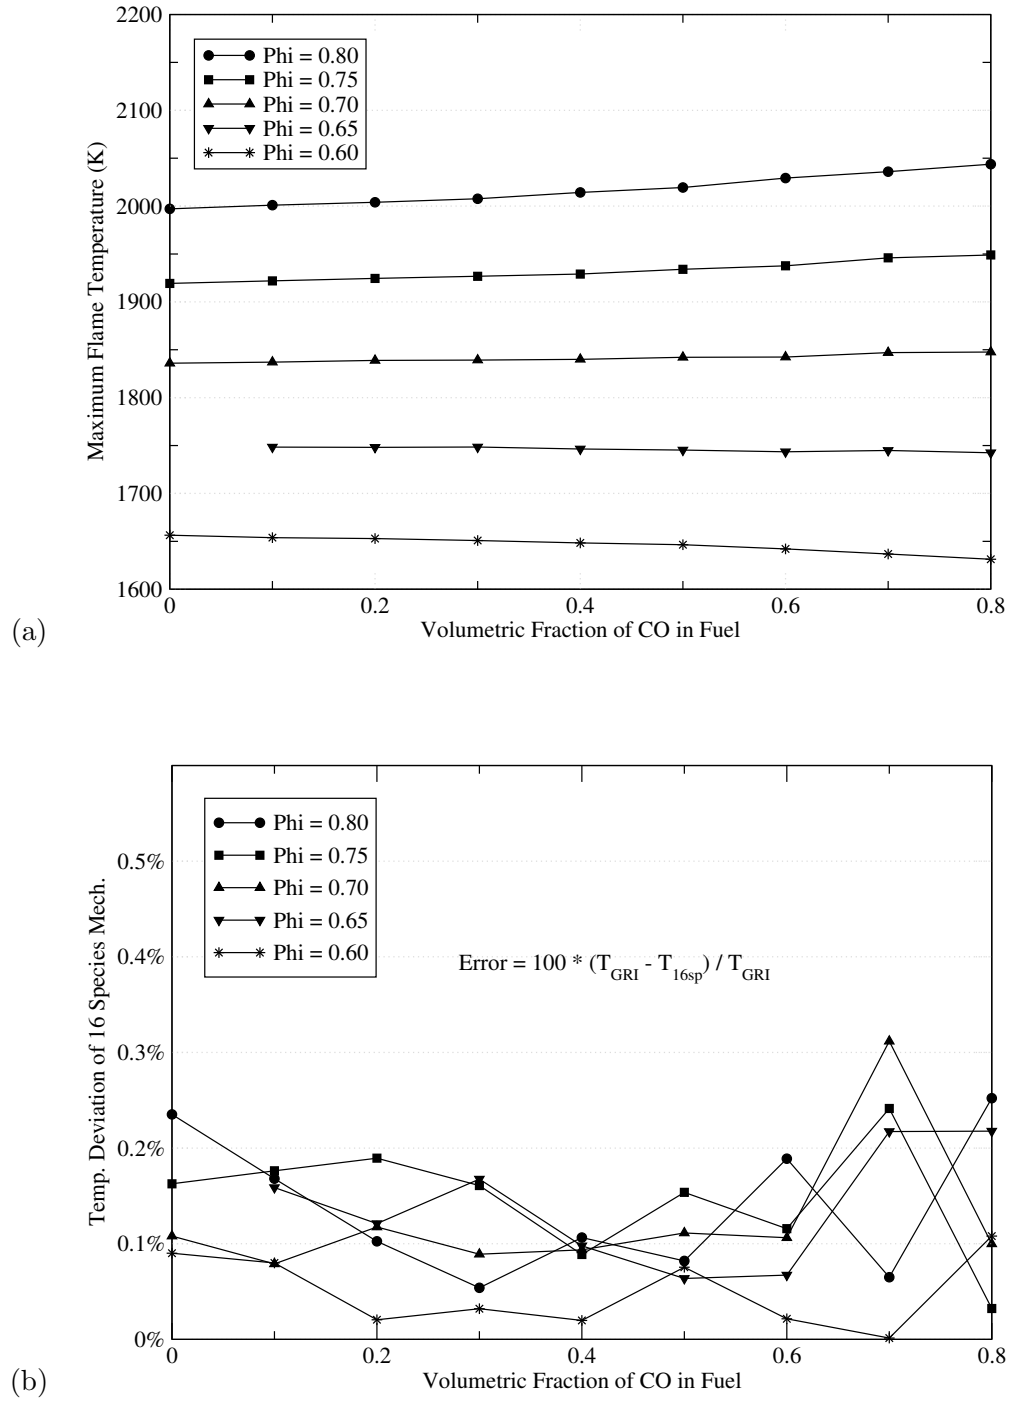 2200
2100
2000
1900
1800
1700
1600
Maximum Flame Temperature (K)
Phi = 0.80
Phi = 0.75
Phi = 0.70
Phi = 0.65
Phi = 0.60
0 0.2 0.4 0.6 0.8
Volumetric Fraction of CO in Fuel
(a)
0.5%
0.4%
0.3%
0.2%
0.1%
0%
Temp. Deviation of 16 Species Mech.
Phi = 0.80
Phi = 0.75
Phi = 0.70
Phi = 0.65
Phi = 0.60
Error = 100 * (T_GRI - T_16sp) / T_GRI
0 0.2 0.4 0.6 0.8
Volumetric Fraction of CO in Fuel
(b)